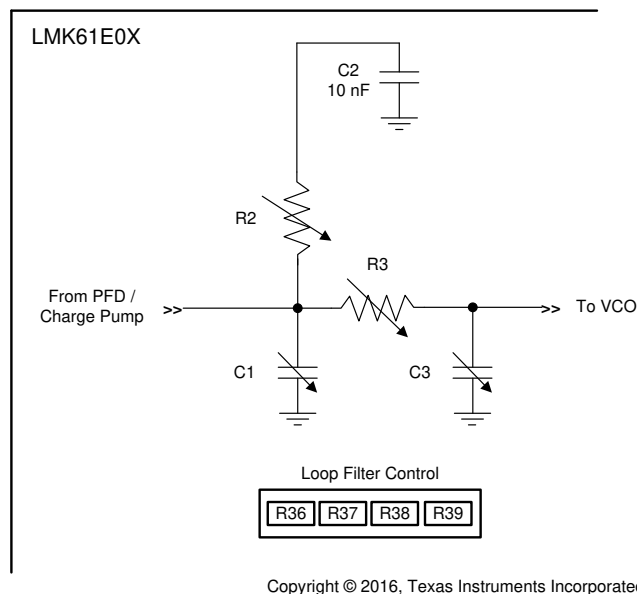 LMK61E0X
C2
10 nF
R2
R3
From PFD /
Charge Pump
>>
>>
To VCO
C1
C3
Loop Filter Control
R36 R37 R38 R39
Copyright © 2016, Texas Instruments Incorporated